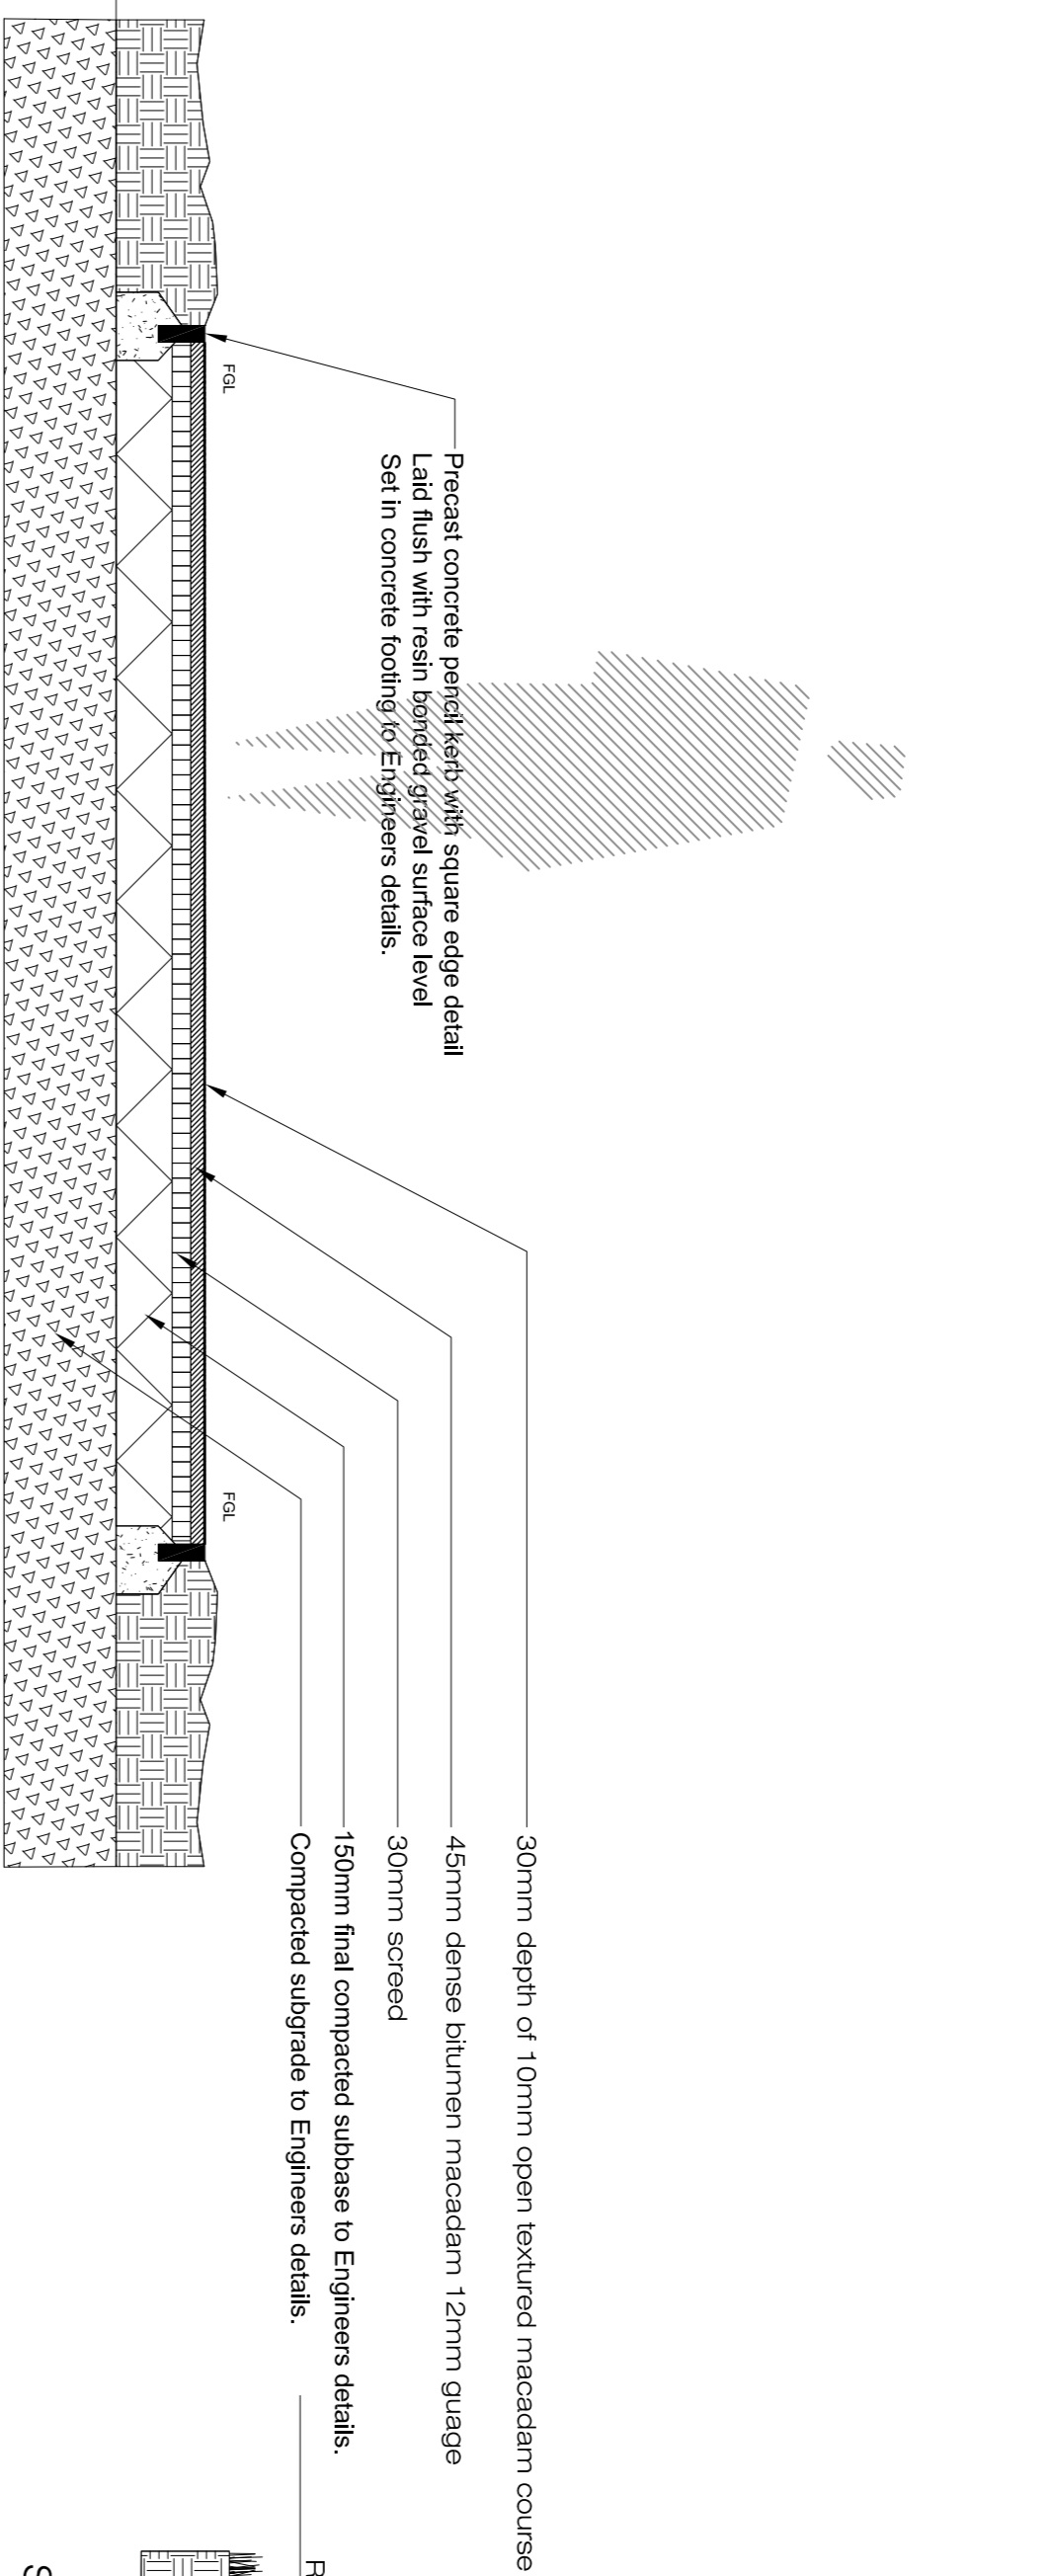 Precast concrete pencil kerb with square edge detail
Laid flush with resin bonded gravel surface level
Set in concrete footing to Engineers details.
FGL
FGL
30mm depth of 10mm open textured macadam course
45mm dense bitumen macadam 12mm guage
30mm screed
150mm final compacted subbase to Engineers details.
Compacted subgrade to Engineers details.
R
S